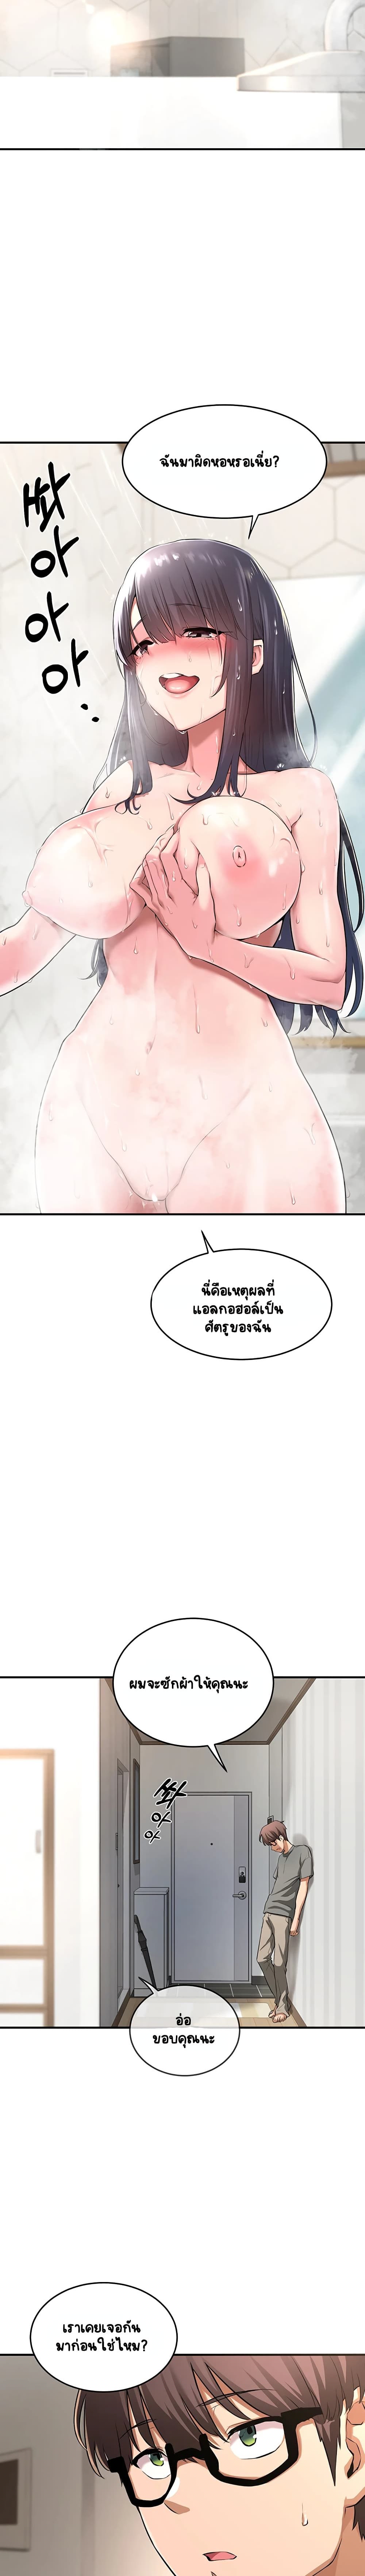 ฉันมาผิดหอหรอเนี่ย?
쏴
아
아
아
นี่คือเหตุผลที่
แอลกอฮอล์เป็น
ศัตรูของฉัน
ผมจะซักผ้าให้คุณนะ
쏴
아
아
อ่อ
ขอบคุณนะ
เราเคยเจอกัน
มาก่อนใช่ไหม?